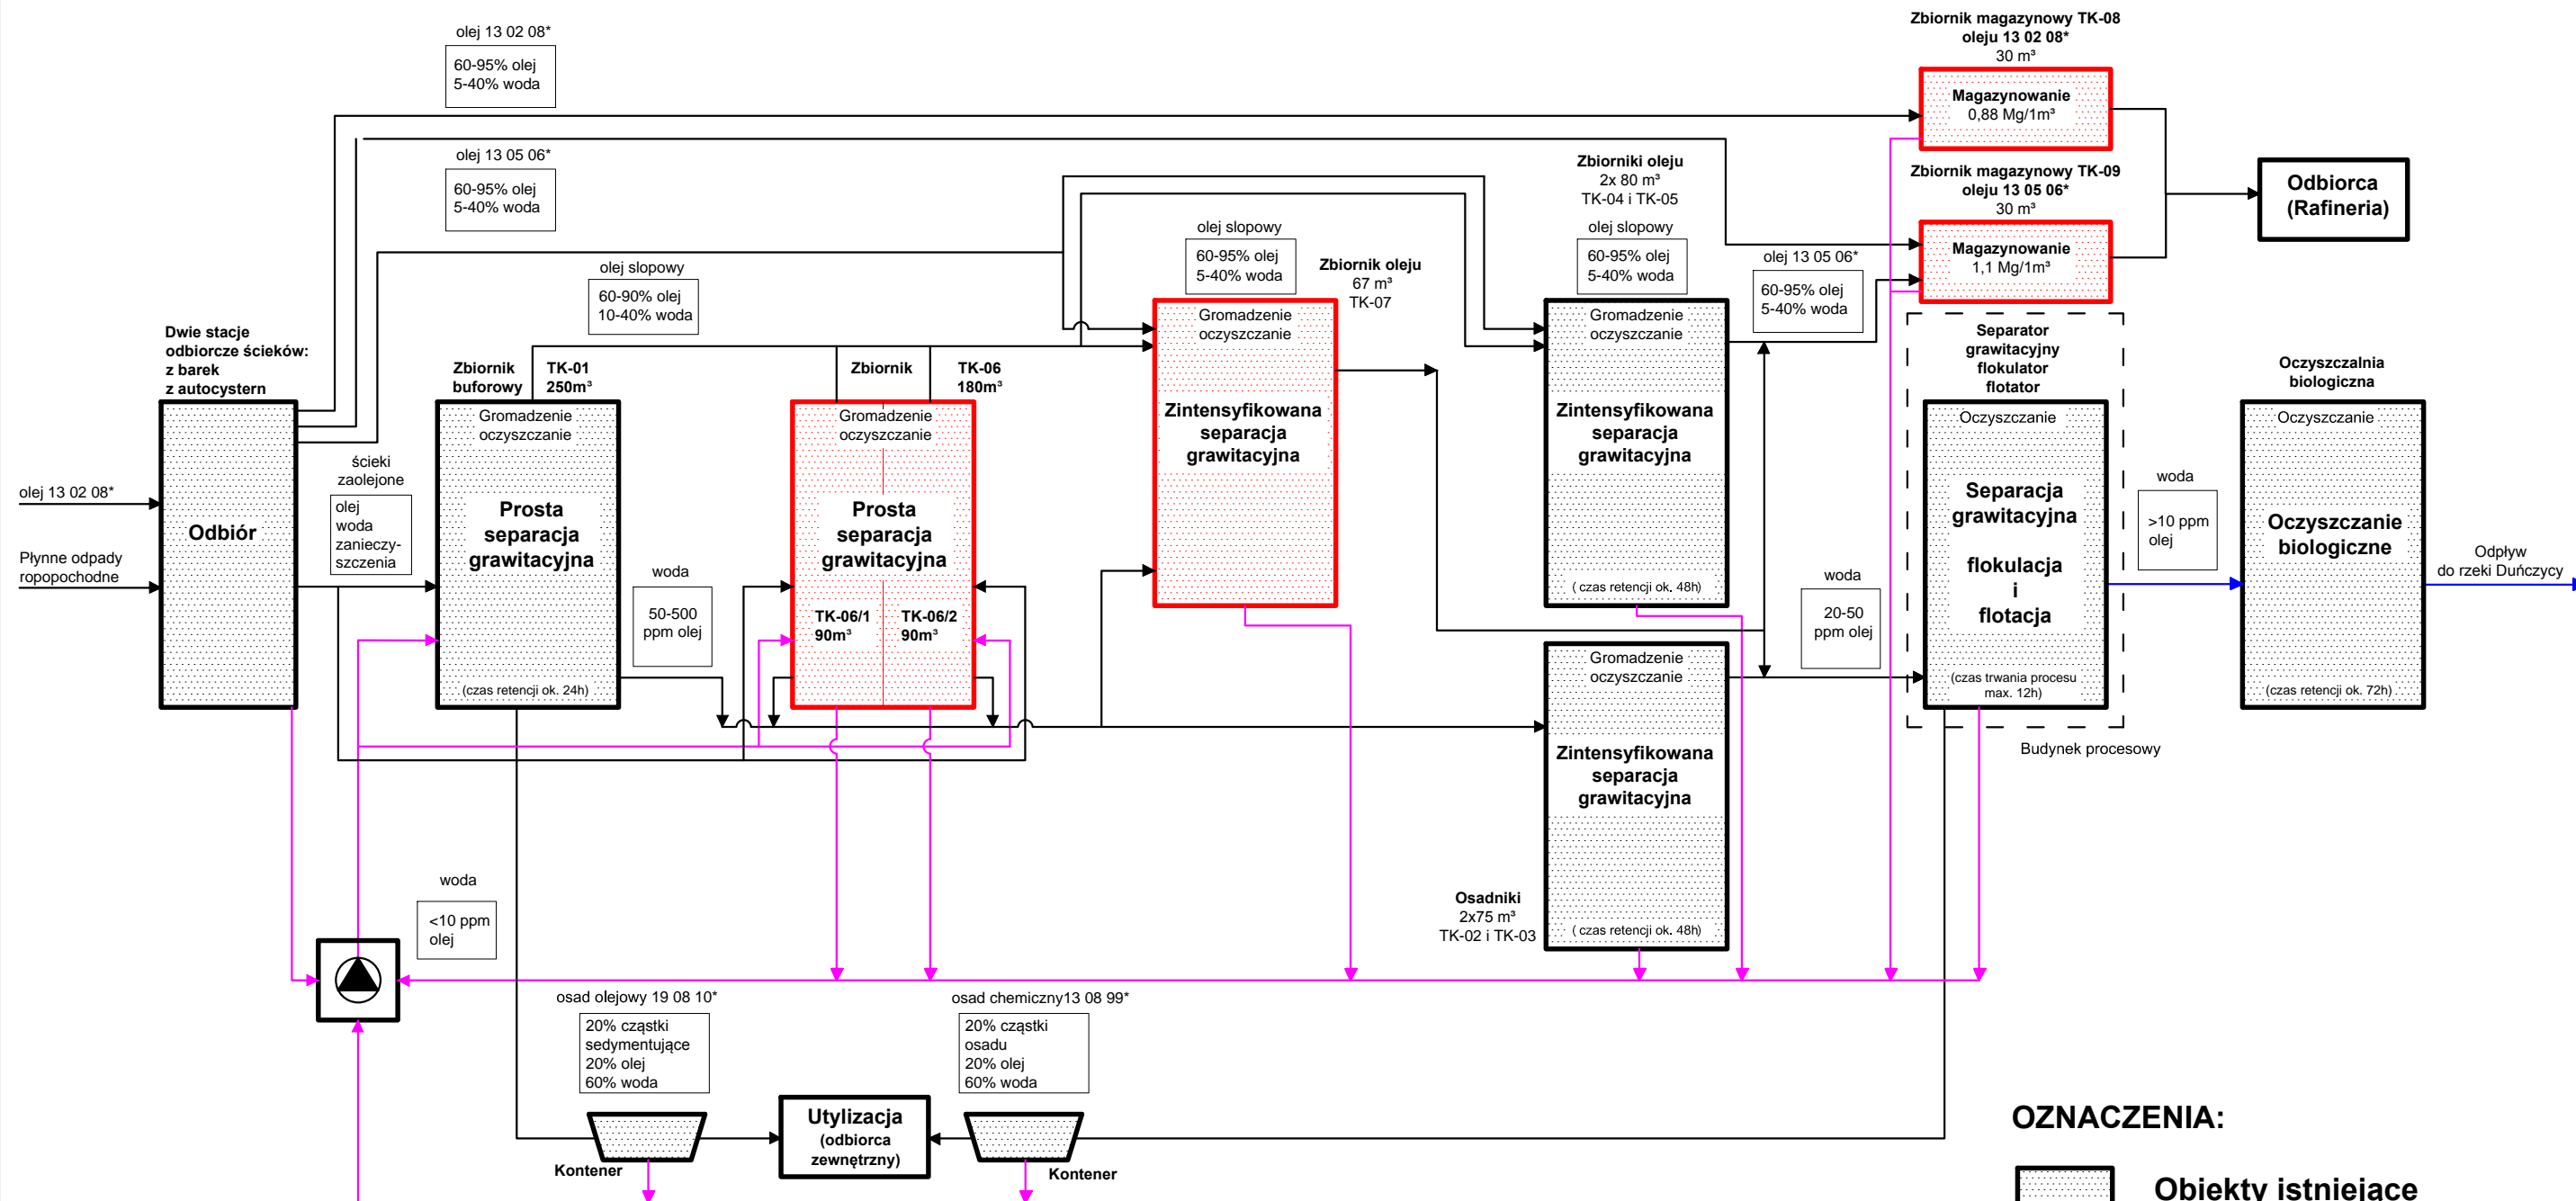 olej 13 02 08*
60-95% olej
5-40% woda
olej 13 05 06*
60-95% olej
5-40% woda
olej slopowy
60-90% olej
10-40% woda
Zbiornik magazynowy TK-08
oleju 13 02 08*
30 m³
Magazynowanie
0,88 Mg/1m³
Zbiornik magazynowy TK-09
oleju 13 05 06*
30 m³
Magazynowanie
1,1 Mg/1m³
Odbiorca
(Rafineria)
Zbiorniki oleju
2x 80 m³
TK-04 i TK-05
olej slopowy
60-95% olej
5-40% woda
Zbiornik oleju
67 m³
TK-07
olej slopowy
60-95% olej
5-40% woda
olej 13 05 06*
60-95% olej
5-40% woda
Dwie stacje
odbiorcze ścieków:
z barek
z autocystern
Odbiór
olej 13 02 08*
Płynne odpady
ropopochodne
ścieki
zaolejone
olej
woda
zanieczy-
szczenia
Zbiornik
buforowy
TK-01
250m³
Gromadzenie
oczyszczanie
Prosta
separacja
grawitacyjna
(czas retencji ok. 24h)
woda
50-500
ppm olej
Zbiornik
TK-06
180m³
Gromadzenie
oczyszczanie
Prosta
separacja
grawitacyjna
TK-06/1
90m³
TK-06/2
90m³
Gromadzenie
oczyszczanie
Zintensyfikowana
separacja
grawitacyjna
Gromadzenie
oczyszczanie
Zintensyfikowana
separacja
grawitacyjna
( czas retencji ok. 48h)
Gromadzenie
oczyszczanie
Zintensyfikowana
separacja
grawitacyjna
( czas retencji ok. 48h)
Osadniki
2x75 m³
TK-02 i TK-03
woda
20-50
ppm olej
Separator
grawitacyjny
flokulator
flotator
Oczyszczanie
Separacja
grawitacyjna
flokulacja
i
flotacja
(czas trwania procesu
max. 12h)
Budynek procesowy
woda
>10 ppm
olej
Oczyszczalnia
biologiczna
Oczyszczanie
Oczyszczanie
biologiczne
(czas retencji ok. 72h)
Odpływ
do rzeki Duńczycy
woda
<10 ppm
olej
osad olejowy 19 08 10*
20% cząstki
sedymentujące
20% olej
60% woda
Kontener
Utylizacja
(odbiorca
zewnętrzny)
osad chemiczny13 08 99*
20% cząstki
osadu
20% olej
60% woda
Kontener
OZNACZENIA:
Obiekty istniejące